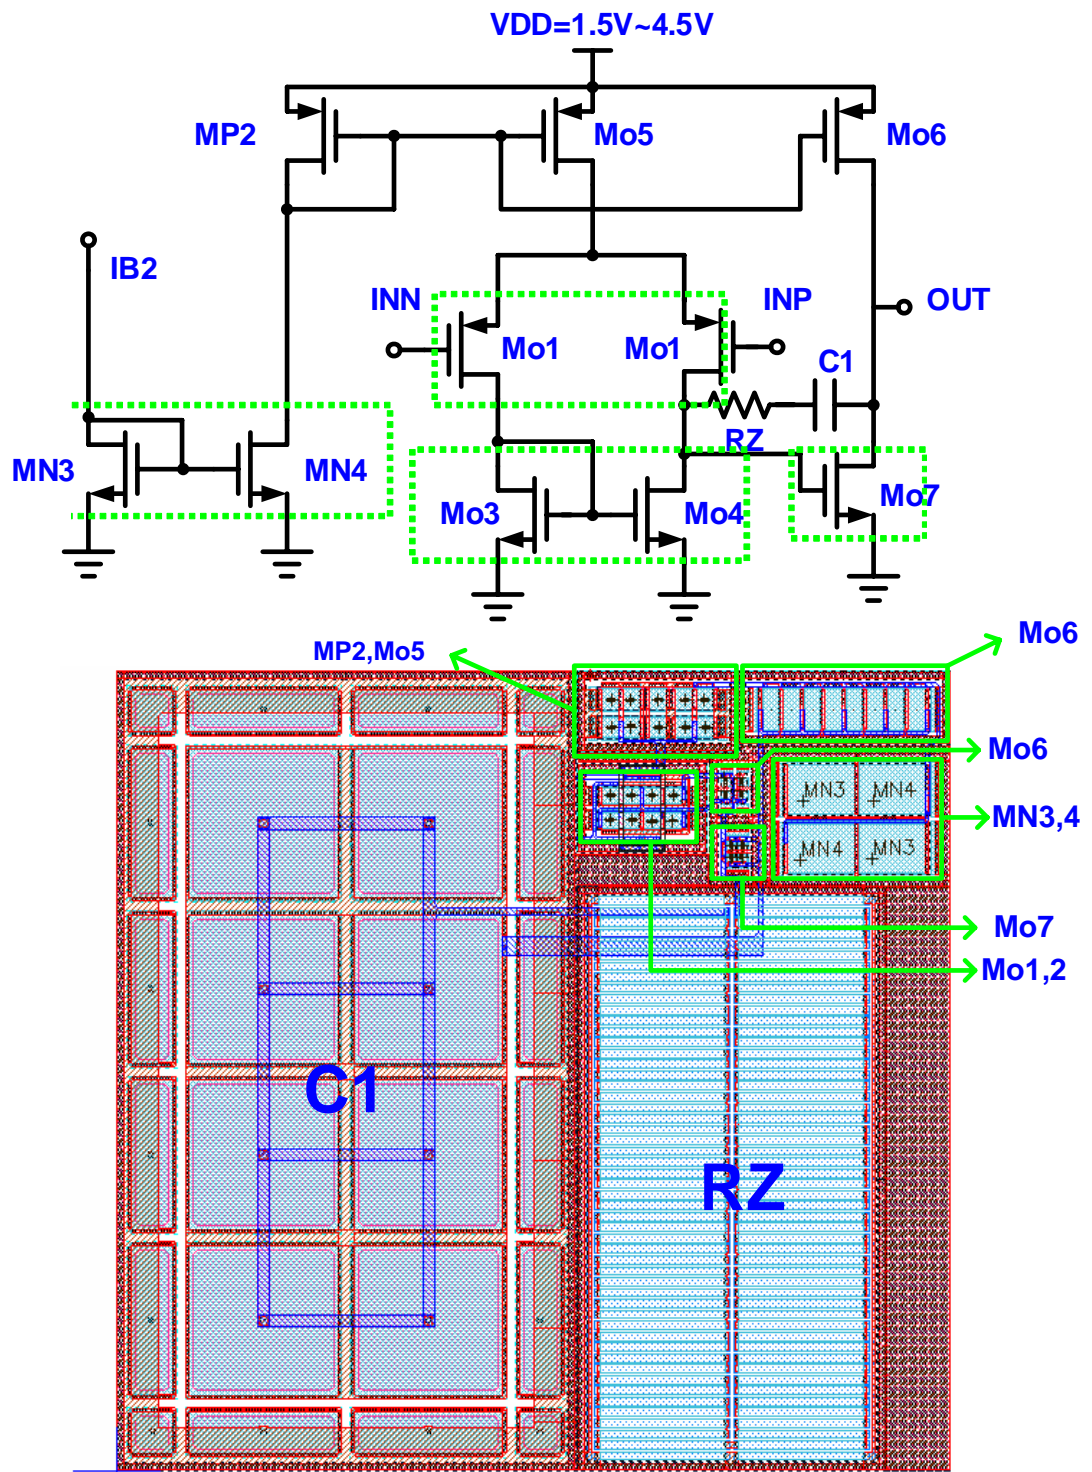 VDD=1.5V~4.5V
MP2
Mo5
Mo6
IB2
INN
INP
OUT
Mo1
Mo1
C1
RZ
MN3
MN4
Mo3
Mo4
Mo7
MP2,Mo5
Mo6
Mo6
MN3
MN4
MN4
MN3
MN3,4
Mo7
Mo1,2
C1
RZ